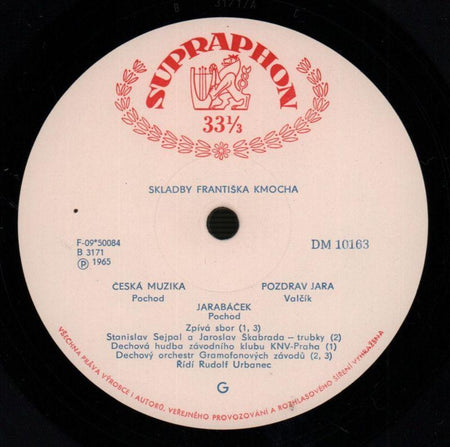 SUPRAPHON
33⅓
SKLADBY FRANTIŠKA KMOCHA
F-09*50084
B 3171
Ⓟ 1965
DM 10163
ČESKÁ MUZIKA
Pochod
POZDRAV JARA
Valčík
JARABÁČEK
Pochod
Zpívá sbor (1, 3)
Stanislav Sejpal a Jaroslav Skabrada – trubky (2)
Dechová hudba závodního klubu KNV-Praha (1)
Dechový orchestr Gramofonových závodů (2, 3)
Řídí Rudolf Urbanec
G
VŠECHNA PRÁVA VÝROBCE I AUTORŮ, VEŘEJNÉHO PROVOZOVÁNÍ A ROZHLASOVÉHO ŠÍŘENÍ VYHRAŽENA